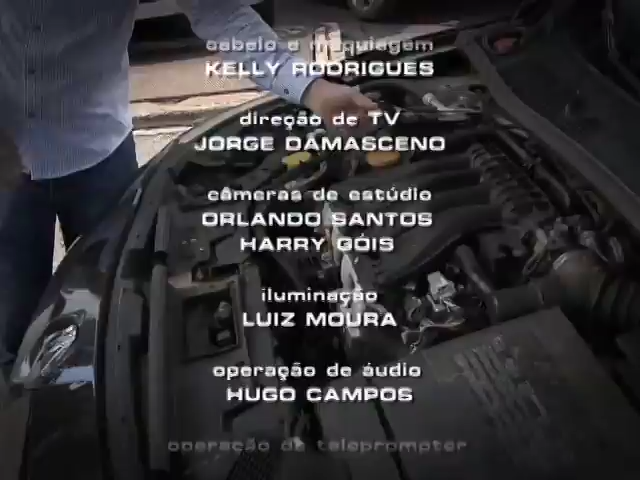 cabelo e maquiagem
KELLY RODRIGUES
direção de TV
JORGE DAMASCENO
câmeras de estúdio
ORLANDO SANTOS
HARRY GÓIS
iluminação
LUIZ MOURA
operação de áudio
HUGO CAMPOS
operação de teleprompter